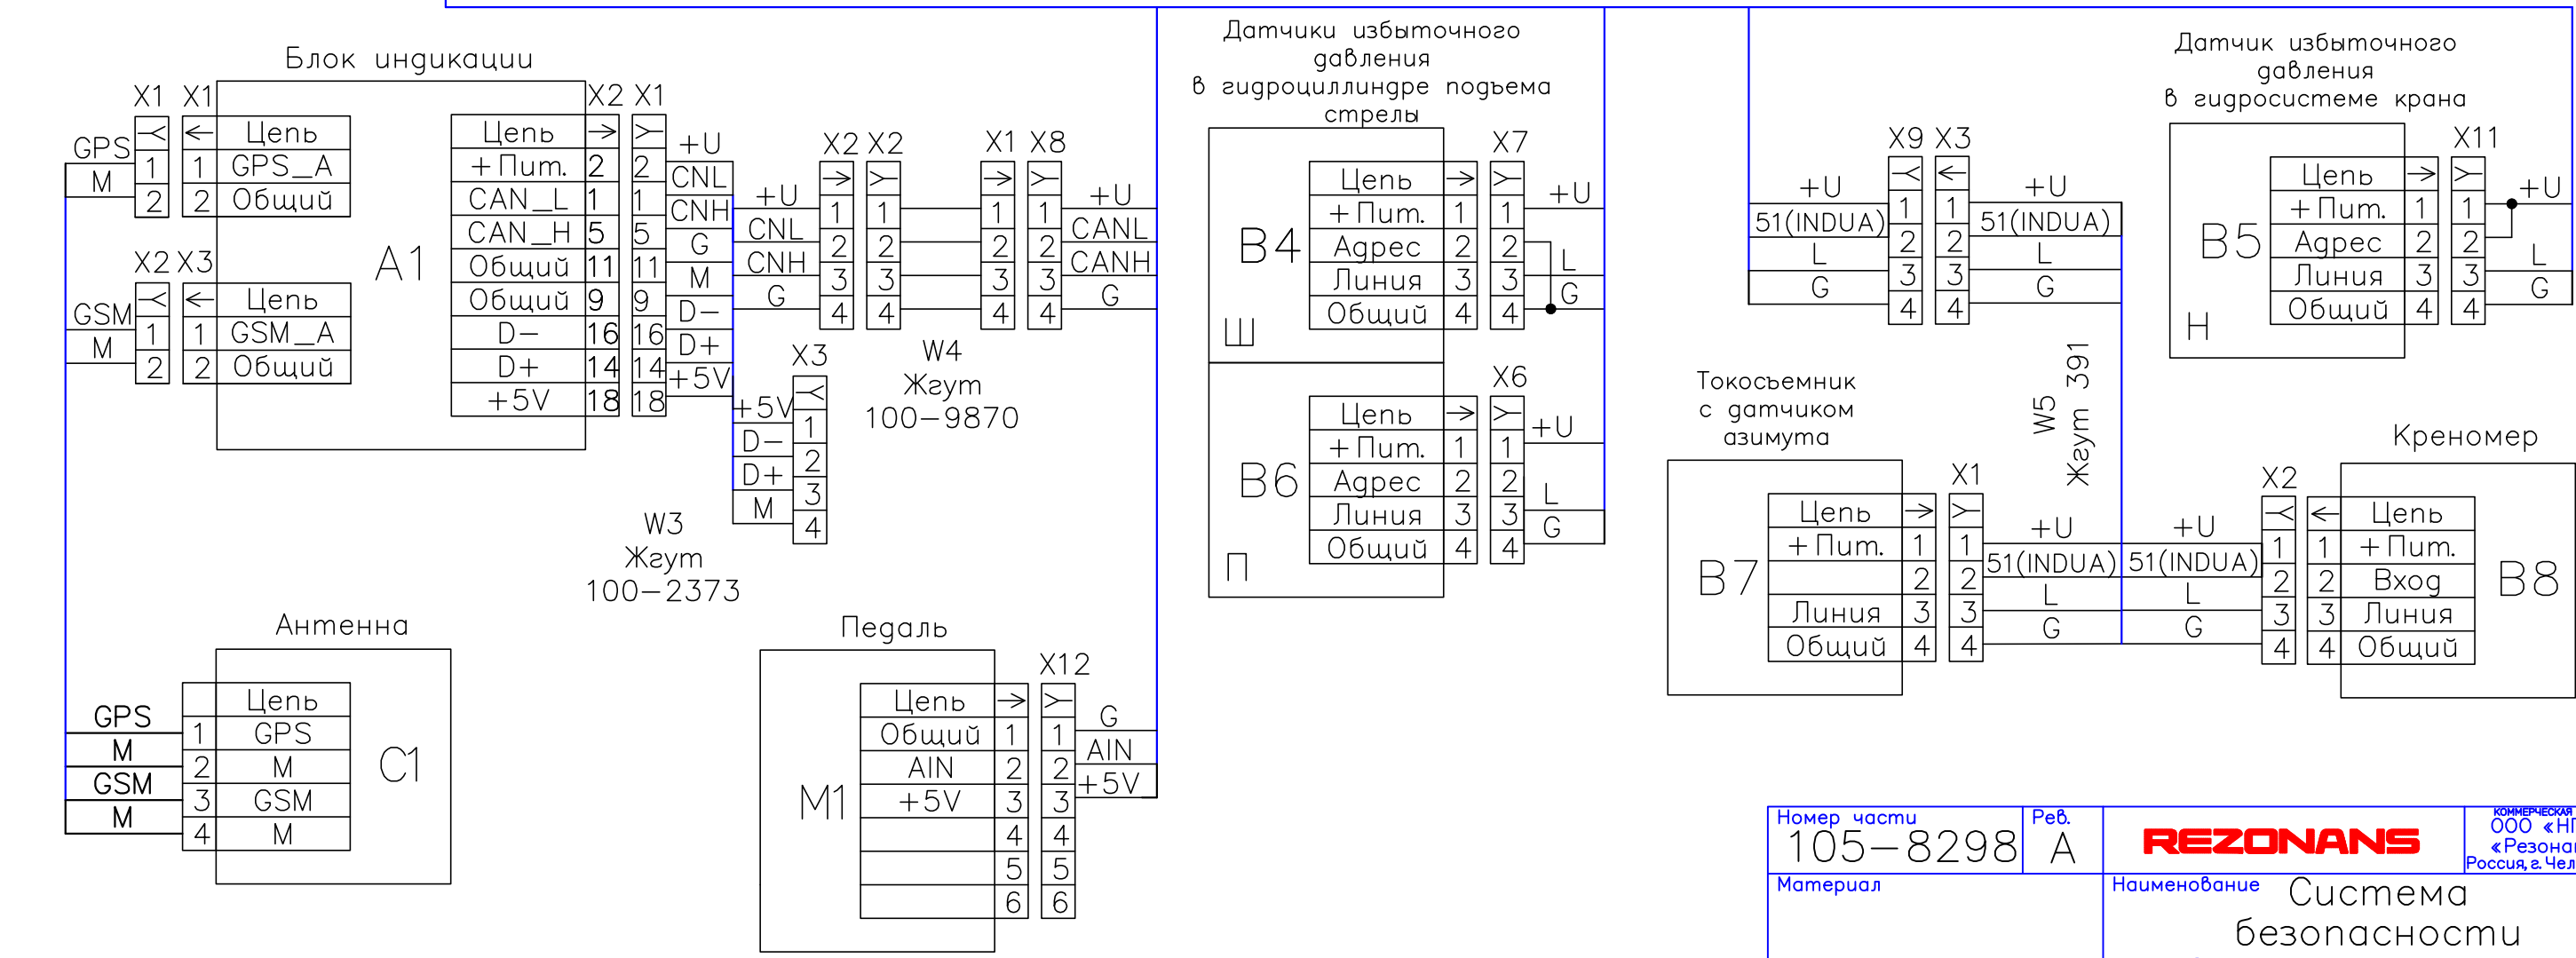 Блок индикации
X1
X1
X2
X1
GPS
M
1
2
Цепь
1 GPS_A
2 Общий
X2
X3
GSM
M
1
2
Цепь
1 GSM_A
2 Общий
A1
Цепь
+Пит. 2
CAN_L 1
CAN_H 5
Общий 11
Общий 9
D- 16
D+ 14
+5V 18
2 +U
1 CNL
5 CNH
11 G
9 M
16 D-
14 D+
18 +5V
X2
X2
X1
X8
+U 1
CNL 2
CNH 3
G 4
1
2
3
4
1
2
3
4
1 +U
2 CANL
3 CANH
4 G
X3
+5V 1
D- 2
D+ 3
M 4
W4
Жгут
100-9870
W3
Жгут
100-2373
Антенна
Цепь
GPS 1 GPS
M 2 M
GSM 3 GSM
M 4 M
C1
Педаль
X12
M1
Цепь
Общий 1
AIN 2
+5V 3
4
5
6
1 G
2 AIN
3 +5V
4
5
6
Датчики избыточного
давления
в гидроциллиндре подъема
стрелы
X7
B4
Ш
Цепь
+Пит. 1
Адрес 2
Линия 3
Общий 4
1 +U
2
3 L
4 G
X6
B6
П
Цепь
+Пит. 1
Адрес 2
Линия 3
Общий 4
1 +U
2
3 L
4 G
X9
X3
+U 1
51(INDUA) 2
L 3
G 4
1 +U
2 51(INDUA)
3 L
4 G
W5
Жгут 391
Датчик избыточного
давления
в гидросистеме крана
X11
B5
Н
Цепь
+Пит. 1
Адрес 2
Линия 3
Общий 4
1 +U
2
3 L
4 G
Токосъемник
с датчиком
азимута
X1
B7
Цепь
+Пит. 1
2
Линия 3
Общий 4
1 +U
2 51(INDUA)
3 L
4 G
Креномер
X2
+U 1
51(INDUA) 2
L 3
G 4
Цепь
1 +Пит.
2 Вход
3 Линия
4 Общий
B8
Номер части
105-8298
Рев.
A
REZONANS
КОММЕРЧЕСКАЯ
ООО «НП
«Резона
Россия, г. Чел
Материал
Наименование
Система
безопасности